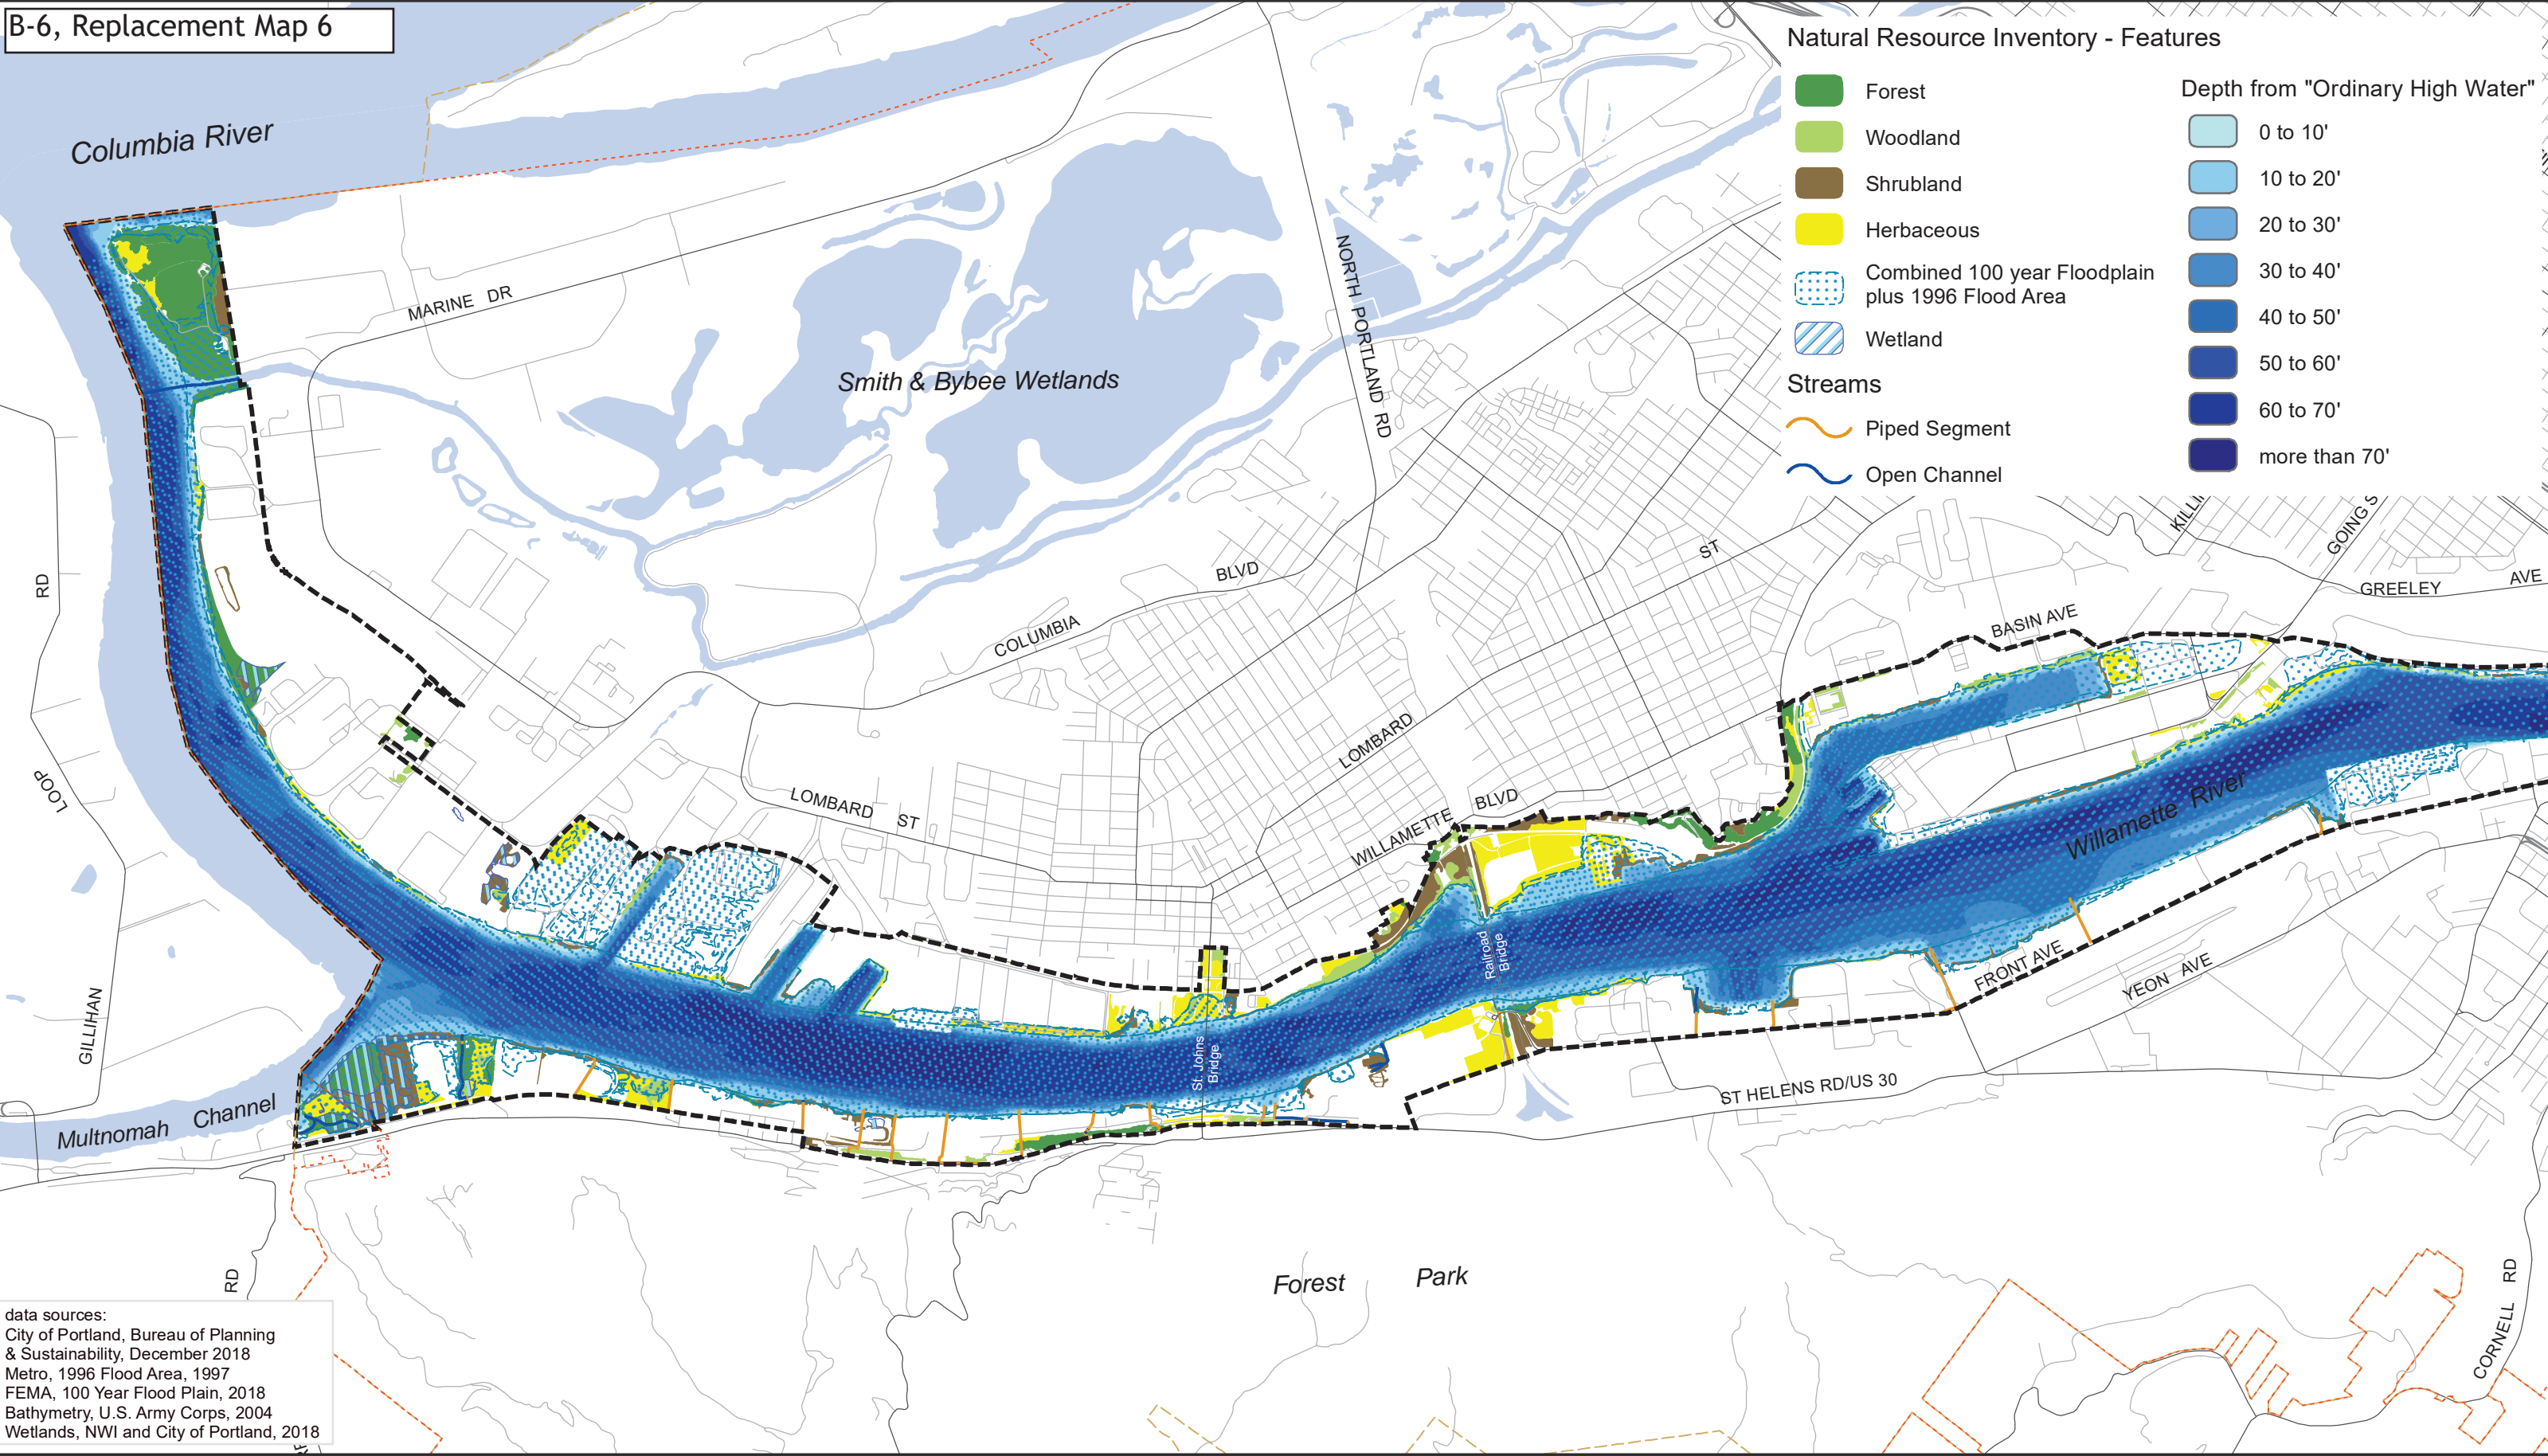 B-6, Replacement Map 6
Natural Resource Inventory - Features
Forest
Woodland
Shrubland
Herbaceous
Combined 100 year Floodplain
plus 1996 Flood Area
Wetland
Streams
Piped Segment
Open Channel
Depth from "Ordinary High Water"
0 to 10'
10 to 20'
20 to 30'
30 to 40'
40 to 50'
50 to 60'
60 to 70'
more than 70'
Columbia River
MARINE DR
Smith & Bybee Wetlands
NORTH PORTLAND RD
COLUMBIA BLVD
ST
GOING S
GREELEY AVE
BASIN AVE
RD
LOOP
GILLIHAN
LOMBARD
LOMBARD ST
WILLAMETTE BLVD
Willamette River
Railroad
Bridge
St. Johns
Bridge
FRONT AVE
YEON AVE
ST HELENS RD/US 30
Multnomah Channel
Forest Park
RD
CORNELL RD
data sources:
City of Portland, Bureau of Planning
& Sustainability, December 2018
Metro, 1996 Flood Area, 1997
FEMA, 100 Year Flood Plain, 2018
Bathymetry, U.S. Army Corps, 2004
Wetlands, NWI and City of Portland, 2018